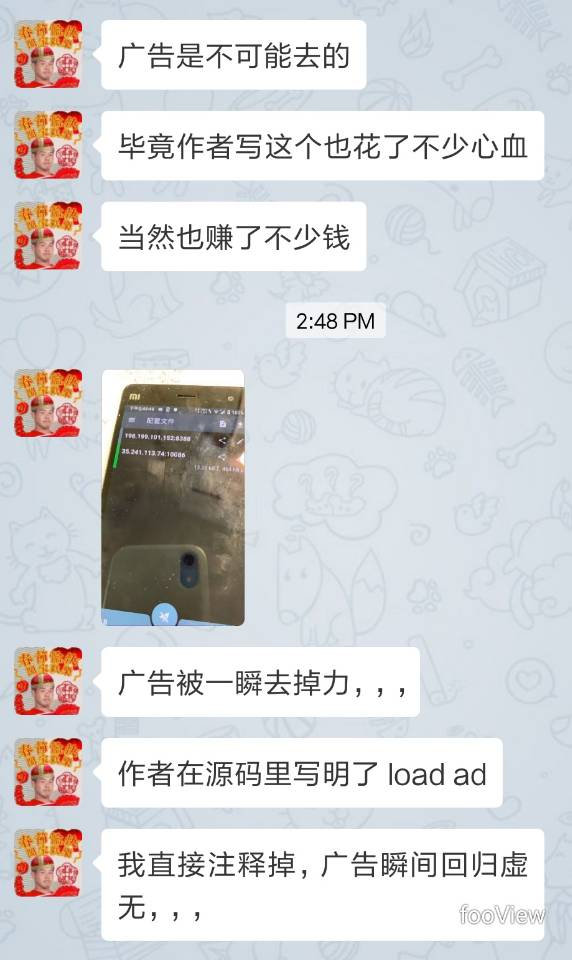 广告是不可能去的
毕竟作者写这个也花了不少心血
当然也赚了不少钱
2:48 PM
配置文件
198.199.101.152:8388
35.241.113.74:10086
广告被一瞬去掉力，，，
作者在源码里写明了 load ad
我直接注释掉，广告瞬间回归虚
无，，，
fooView